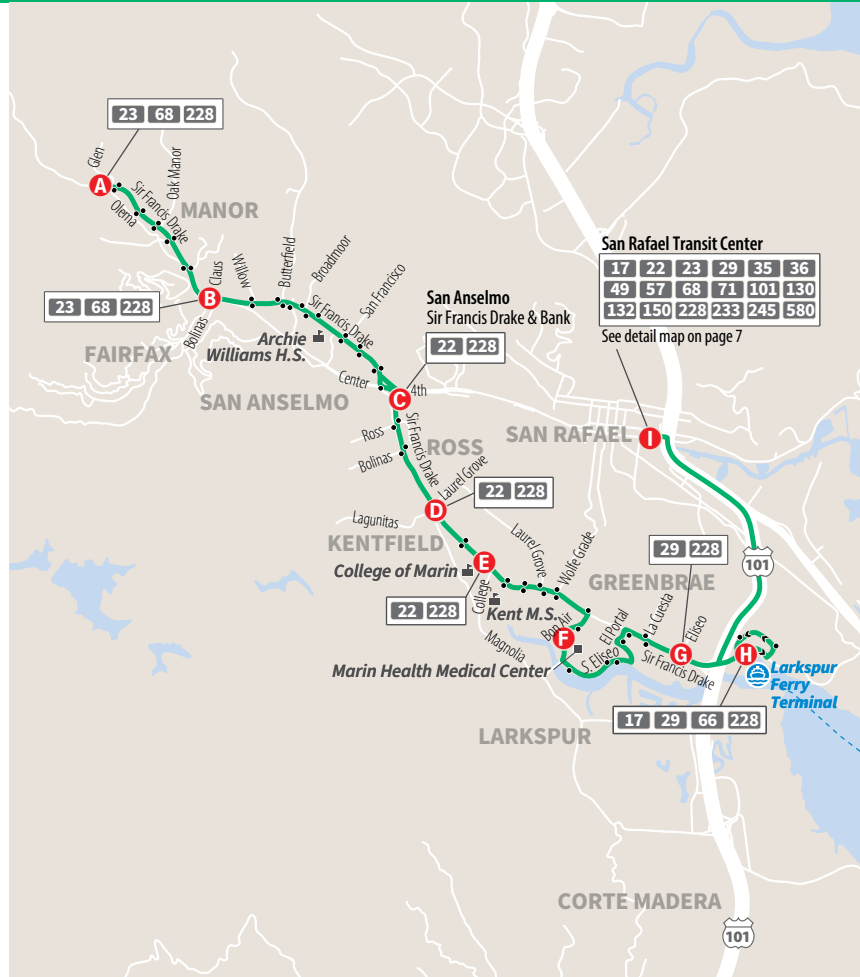 23 68 228
Glen
A
Oak Manor
Sir Francis Drake
Olema
MANOR
Claus
Willow
Butterfield
Broadmoor
San Francisco
23 68 228
B
Bolinas
FAIRFAX
Sir Francis Drake
Archie
Williams H.S.
San Anselmo
Sir Francis Drake & Bank
22 228
San Rafael Transit Center
17 22 23 29 35 36
49 57 68 71 101 130
132 150 228 233 245 580
See detail map on page 7
Center
SAN ANSELMO
C
4th
Ross
Sir Francis Drake
ROSS
Bolinas
SAN RAFAEL
I
Laurel Grove
22 228
D
Lagunitas
KENTFIELD
College of Marin
E
22 228
College
Kent M.S.
Laurel Grove
Wolfe Grade
29 228
101
GREENBRAE
Magnolia
Bon Air
F
El Portal
La Cuesta
Eliseo
S.Eliseo
Sir Francis Drake
G
H
Marin Health Medical Center
Larkspur
Ferry
Terminal
17 29 66 228
LARKSPUR
CORTE MADERA
101